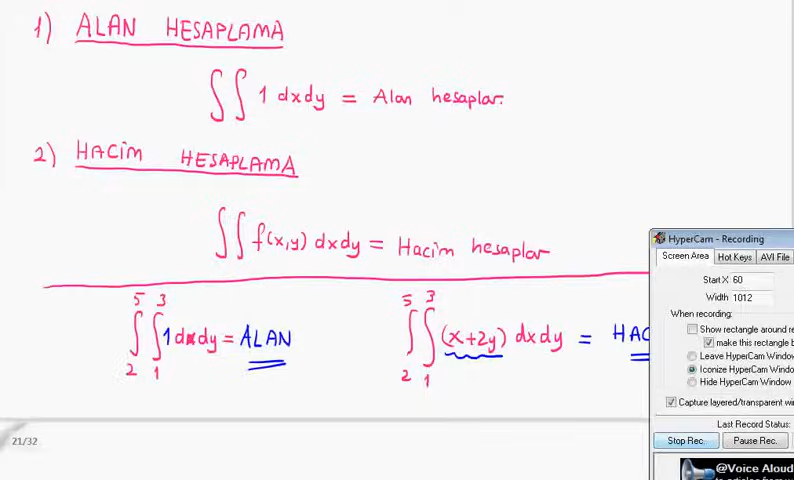 1) ALAN HESAPLAMA
∫∫ 1 dxdy = Alan hesaplar.
2) HACİM HESAPLAMA
∫∫ f(x,y) dxdy = Hacim hesaplar
5 3
∫∫ 1 dxdy = ALAN
2 1
5 3
∫∫ (x+2y) dxdy = HAC
2 1
21/32
HyperCam - Recording
Screen Area Hot Keys AVI File
Start X 60
Width 1012
When recording:
Show rectangle around re
make this rectangle b
Leave HyperCam Window
Iconize HyperCam Windo
Hide HyperCam Window
Capture layered/transparent win
Last Record Status:
Stop Rec. Pause Rec.
@Voice Aloud